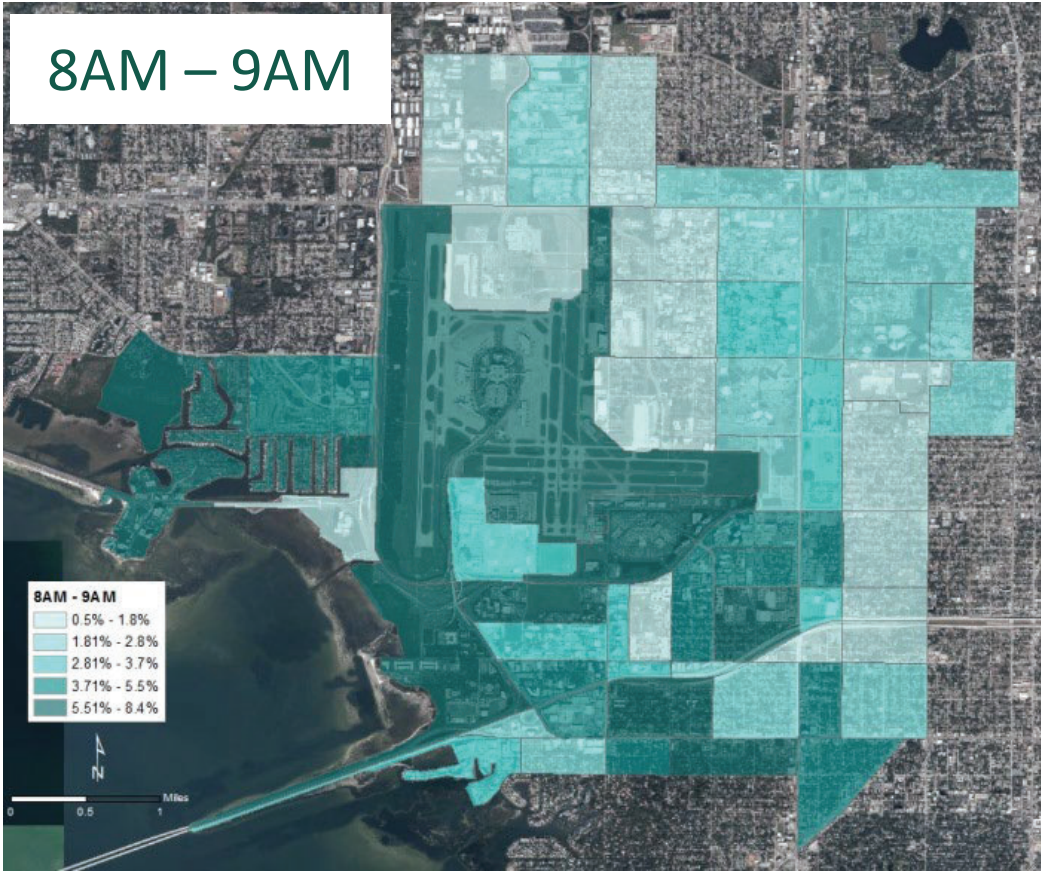 8AM – 9AM
8AM - 9AM
0.5% - 1.8%
1.81% - 2.8%
2.81% - 3.7%
3.71% - 5.5%
5.51% - 8.4%
N
Miles
0 0.5 1